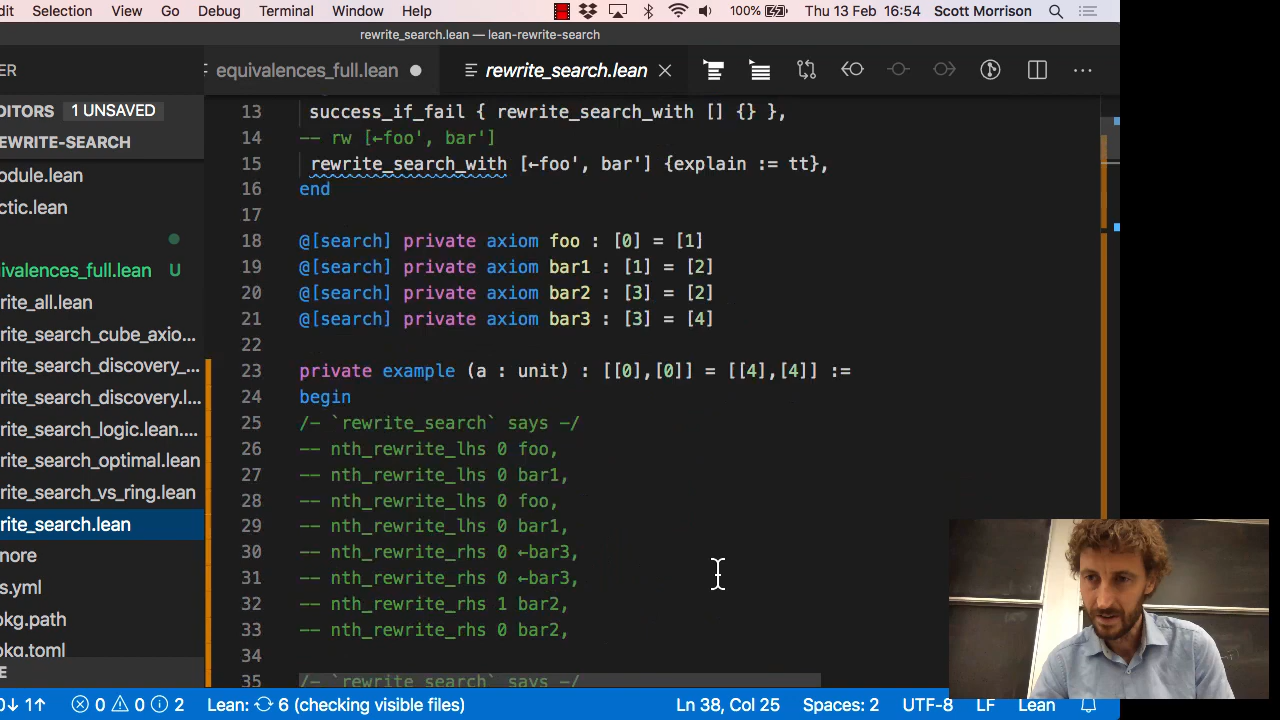 dit Selection View Go Debug Terminal Window Help 100% Thu 13 Feb 16:54 Scott Morrison
rewrite_search.lean — lean-rewrite-search
ER
equivalences_full.lean
rewrite_search.lean
DITORS 1 UNSAVED
EWRITE-SEARCH
odule.lean
ctic.lean
ivalences_full.lean U
rite_all.lean
rite_search_cube_axio...
rite_search_discovery_...
rite_search_discovery.l...
rite_search_logic.lean....
rite_search_optimal.lean
rite_search_vs_ring.lean
rite_search.lean
nore
s.yml
pkg.path
pkg.toml
E
13 success_if_fail { rewrite_search_with [] {} },
14 -- rw [←foo', bar']
15 rewrite_search_with [←foo', bar'] {explain := tt},
16 end
17
18 @[search] private axiom foo : [0] = [1]
19 @[search] private axiom bar1 : [1] = [2]
20 @[search] private axiom bar2 : [3] = [2]
21 @[search] private axiom bar3 : [3] = [4]
22
23 private example (a : unit) : [[0],[0]] = [[4],[4]] :=
24 begin
25 /- `rewrite_search` says -/
26 -- nth_rewrite_lhs 0 foo,
27 -- nth_rewrite_lhs 0 bar1,
28 -- nth_rewrite_lhs 0 foo,
29 -- nth_rewrite_lhs 0 bar1,
30 -- nth_rewrite_rhs 0 ←bar3,
31 -- nth_rewrite_rhs 0 ←bar3,
32 -- nth_rewrite_rhs 1 bar2,
33 -- nth_rewrite_rhs 0 bar2,
34
35 /- `rewrite_search` says -/
0↓ 1↑ 0 0 2 Lean: 6 (checking visible files) Ln 38, Col 25 Spaces: 2 UTF-8 LF Lean